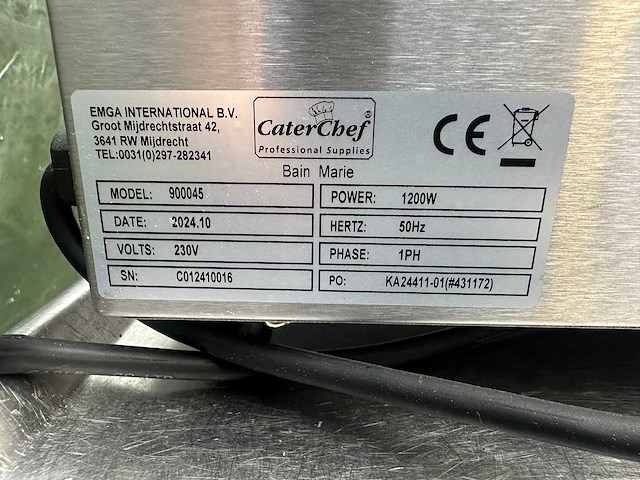 EMGA INTERNATIONAL B.V.
Groot Mijdrechtstraat 42,
3641 RW Mijdrecht
TEL:0031(0)297-282341
CaterChef®
Professional Supplies
CE
Bain Marie
MODEL: 900045
POWER: 1200W
DATE: 2024.10
HERTZ: 50Hz
VOLTS: 230V
PHASE: 1PH
SN: C012410016
PO: KA24411-01(#431172)